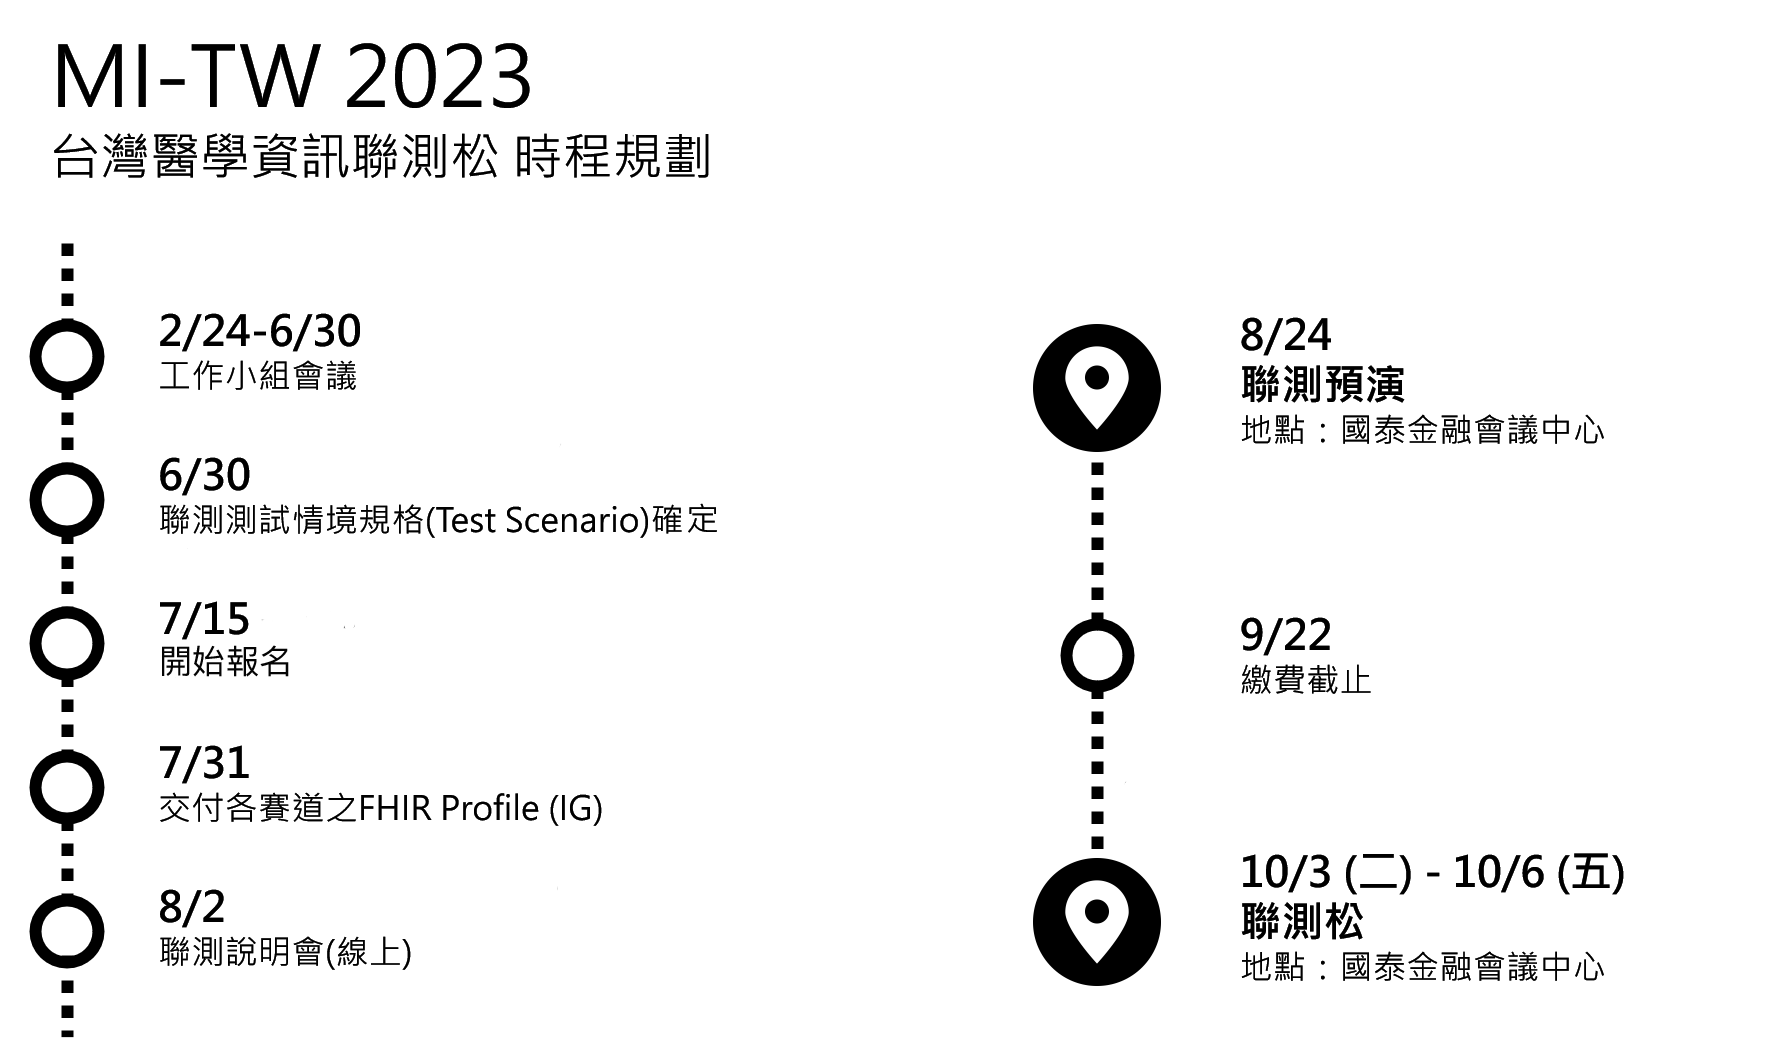 MI-TW 2023
台灣醫學資訊聯測松 時程規劃
2/24-6/30
工作小組會議
6/30
聯測測試情境規格(Test Scenario)確定
7/15
開始報名
7/31
交付各賽道之FHIR Profile (IG)
8/2
聯測說明會(線上)
8/24
聯測預演
地點：國泰金融會議中心
9/22
繳費截止
10/3 (二) - 10/6 (五)
聯測松
地點：國泰金融會議中心